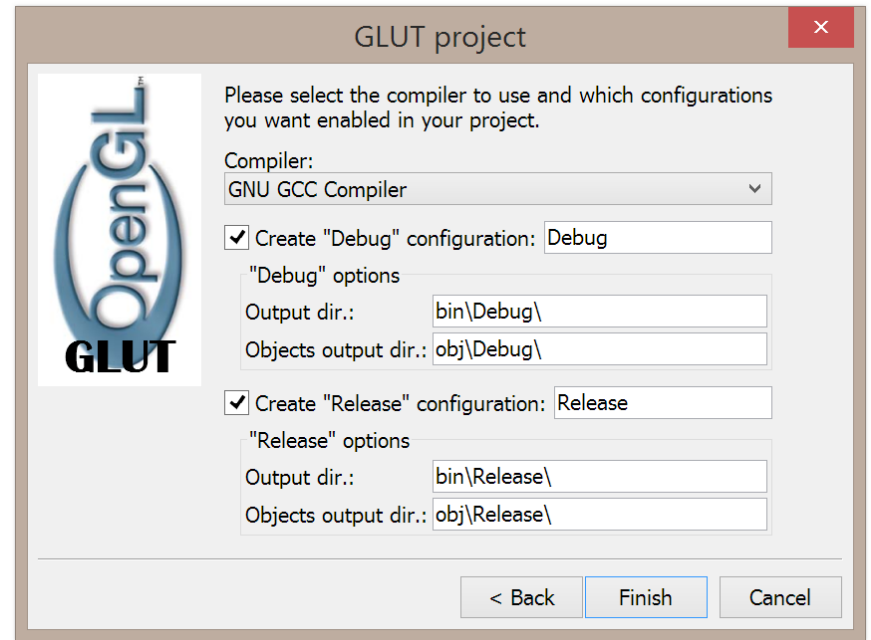 GLUT project
OpenGL™
GLUT
Please select the compiler to use and which configurations
you want enabled in your project.
Compiler:
GNU GCC Compiler
Create "Debug" configuration: Debug
"Debug" options
Output dir.: bin\Debug\
Objects output dir.: obj\Debug\
Create "Release" configuration: Release
"Release" options
Output dir.: bin\Release\
Objects output dir.: obj\Release\
< Back Finish Cancel